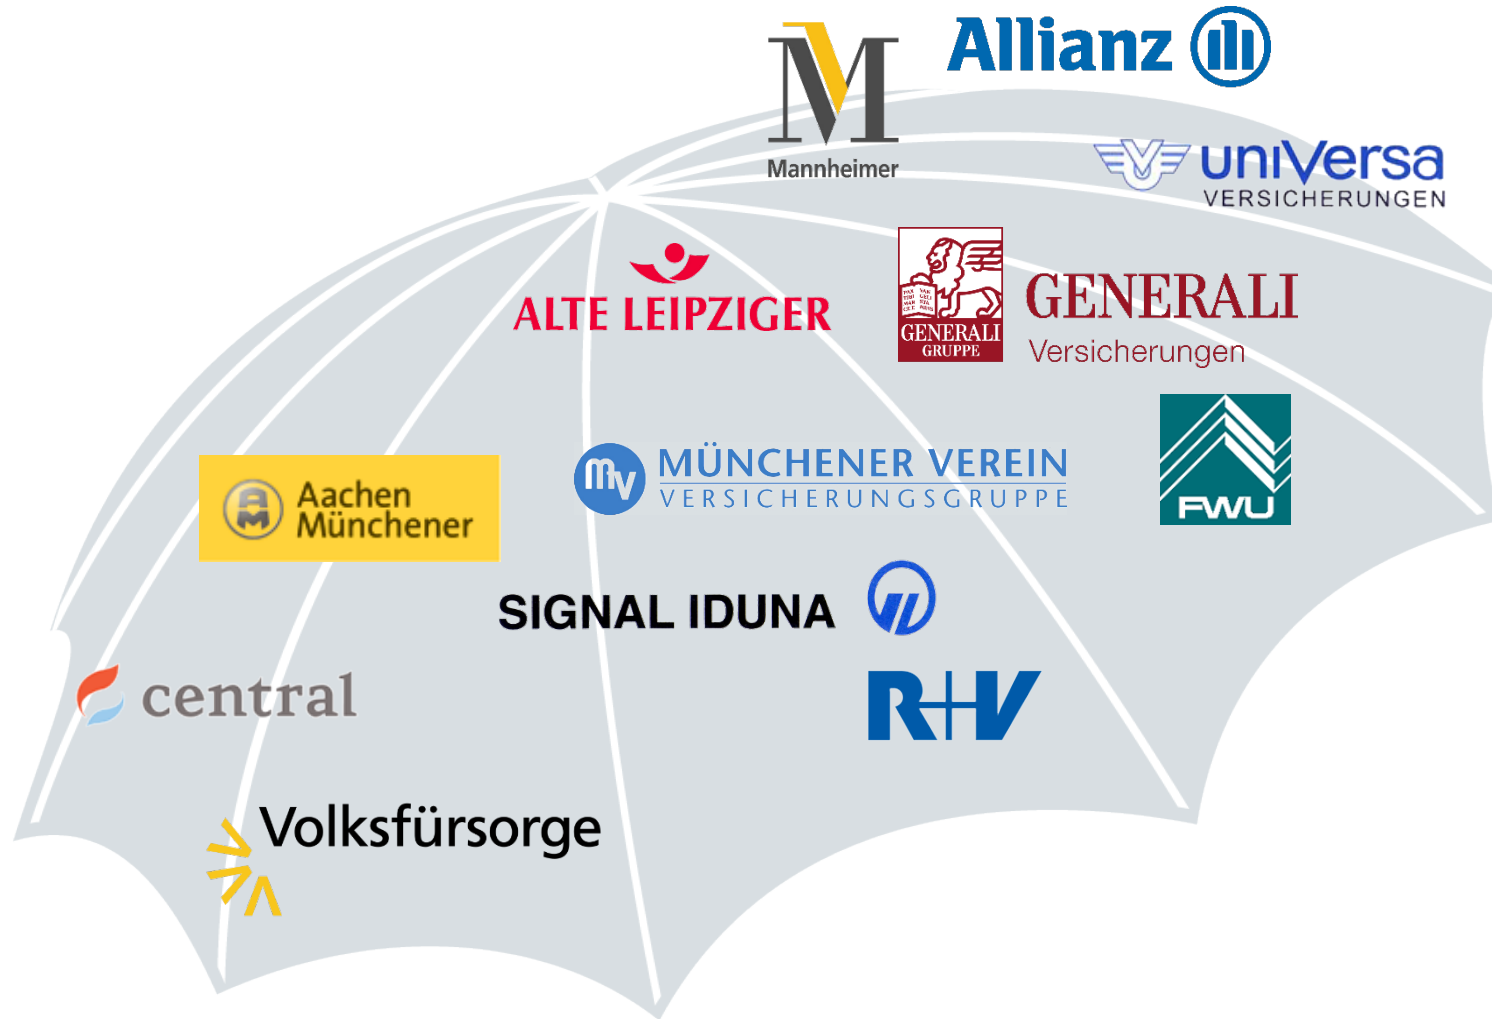 Allianz
Mannheimer
uniVersa
VERSICHERUNGEN
ALTE LEIPZIGER
GENERALI
GRUPPE
GENERALI
Versicherungen
FWU
Aachen
Münchener
mv
MÜNCHENER VEREIN
VERSICHERUNGSGRUPPE
SIGNAL IDUNA
central
R+V
Volksfürsorge